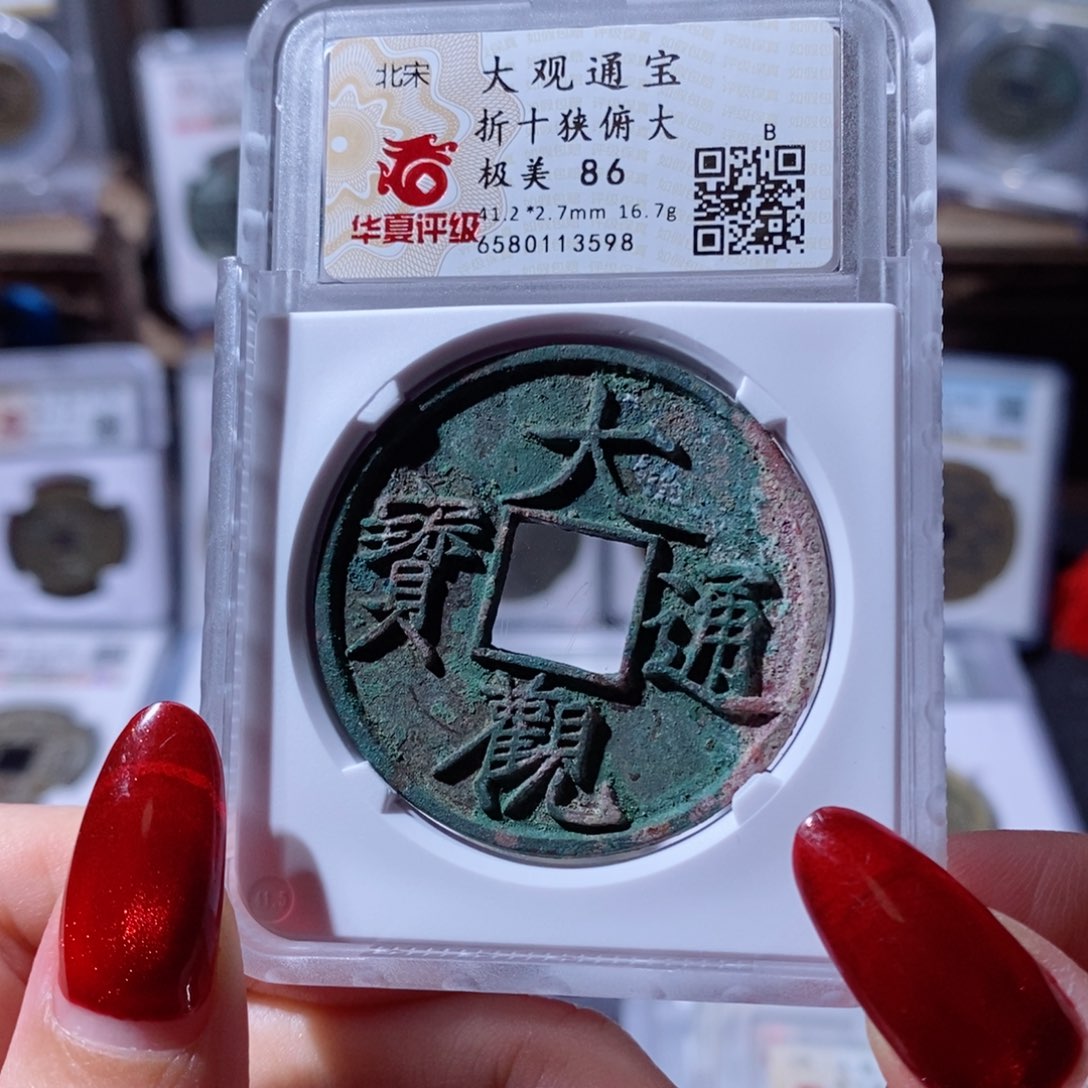 北宋
华夏评级
大观通宝
折十狭俯大
极美 86
41.2*2.7mm 16.7g
6580113598
B
大
通
寶
觀